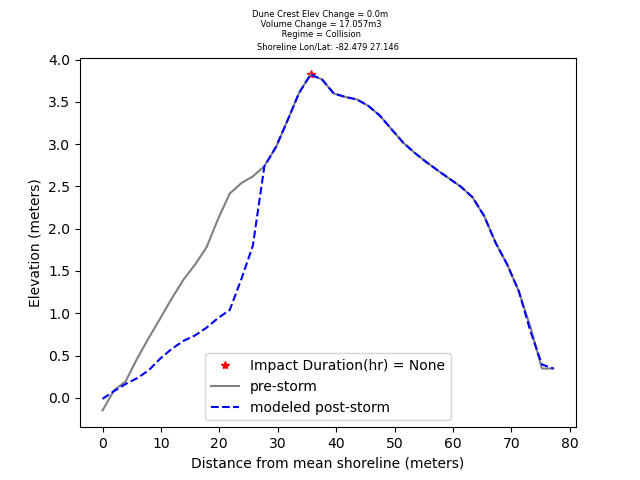 Dune Crest Elev Change = 0.0m
Volume Change = 17.057m3
Regime = Collision
Shoreline Lon/Lat: -82.479 27.146
4.0
3.5
3.0
2.5
2.0
1.5
1.0
0.5
0.0
Elevation (meters)
Impact Duration(hr) = None
pre-storm
modeled post-storm
0 10 20 30 40 50 60 70 80
Distance from mean shoreline (meters)